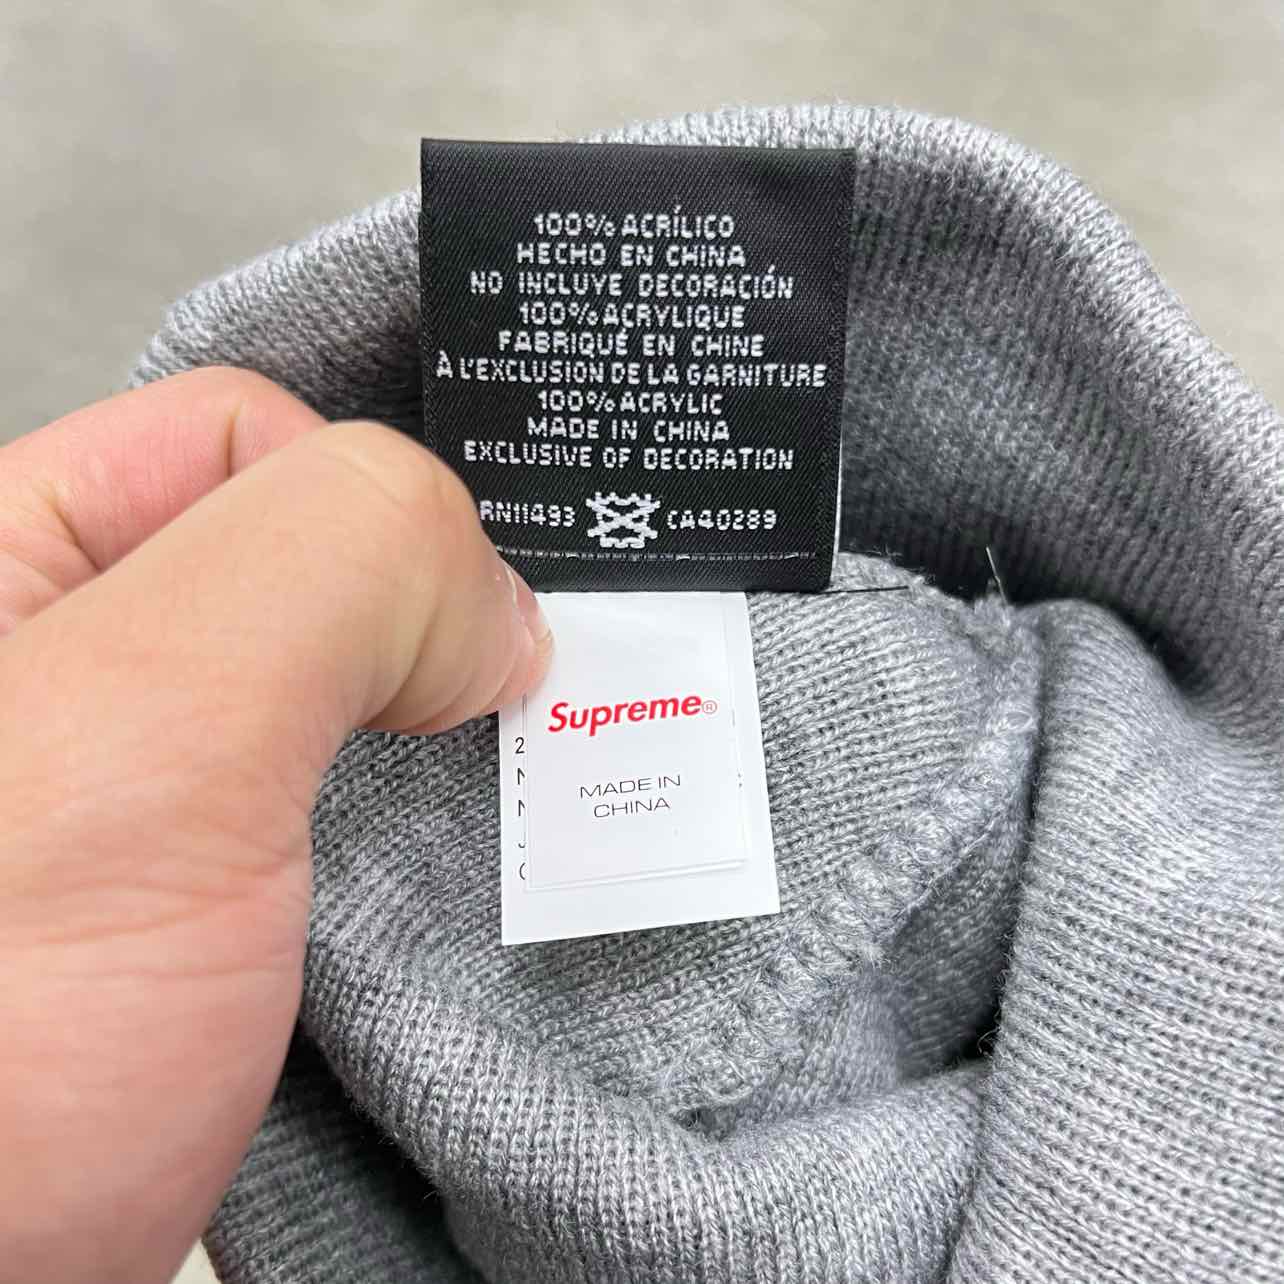 100% ACRÍLICO
HECHO EN CHINA
NO INCLUYE DECORACIÓN
100% ACRYLIQUE
FABRIQUÉ EN CHINE
À L'EXCLUSION DE LA GARNITURE
100% ACRYLIC
MADE IN CHINA
EXCLUSIVE OF DECORATION
RN11493 CA40289
Supreme®
MADE IN
CHINA